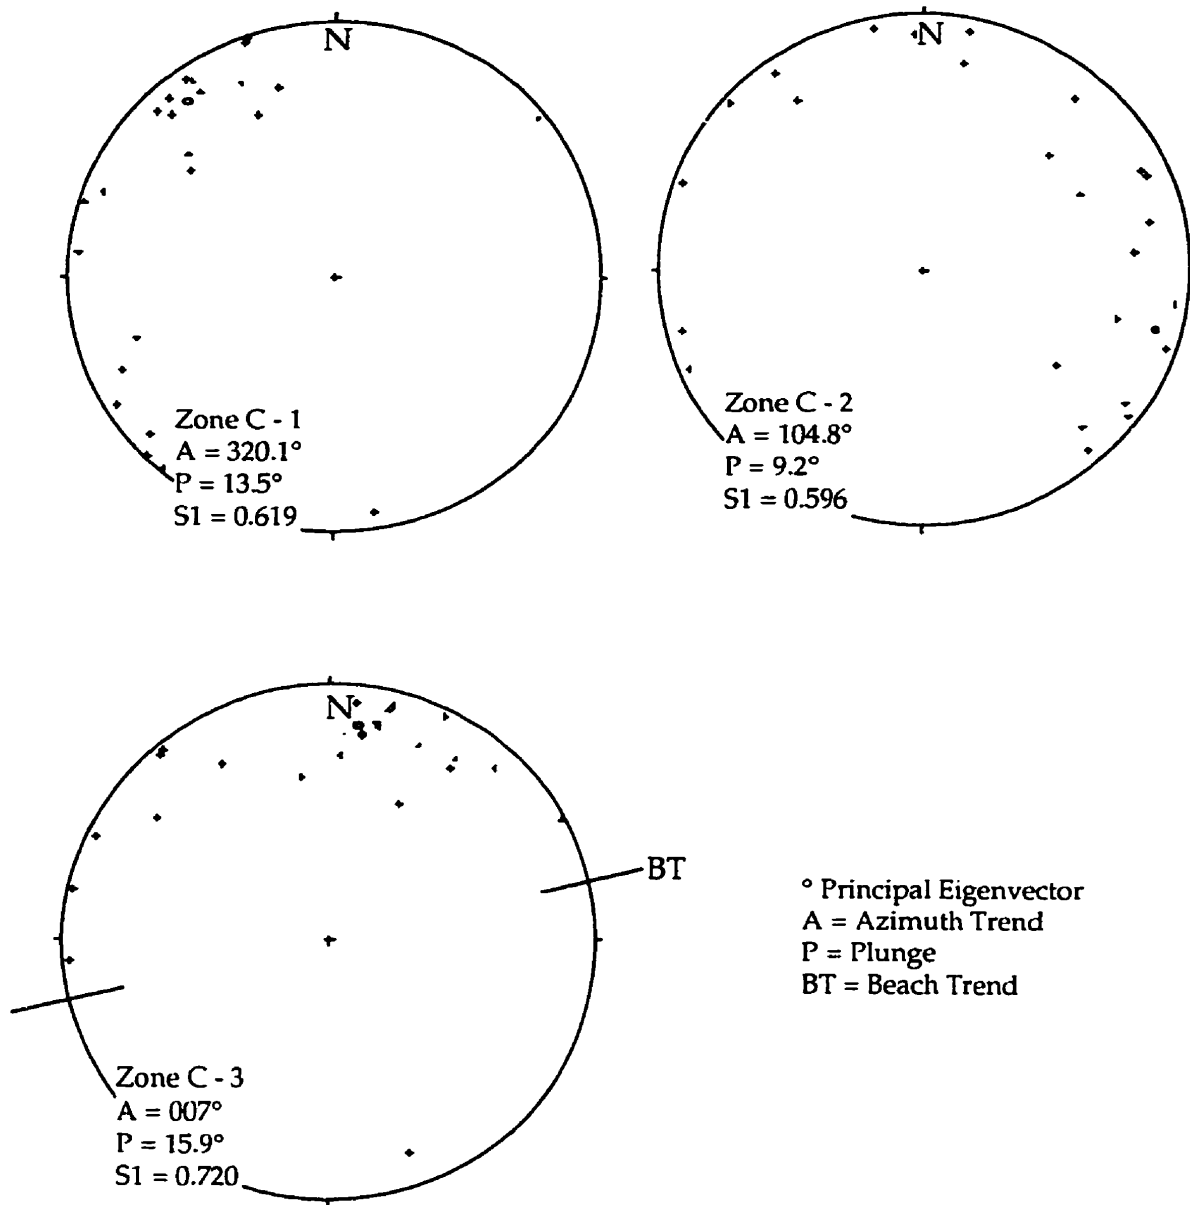 N
Zone C - 1
A = 320.1°
P = 13.5°
S1 = 0.619
N
Zone C - 2
A = 104.8°
P = 9.2°
S1 = 0.596
N
BT
Zone C - 3
A = 007°
P = 15.9°
S1 = 0.720
° Principal Eigenvector
A = Azimuth Trend
P = Plunge
BT = Beach Trend